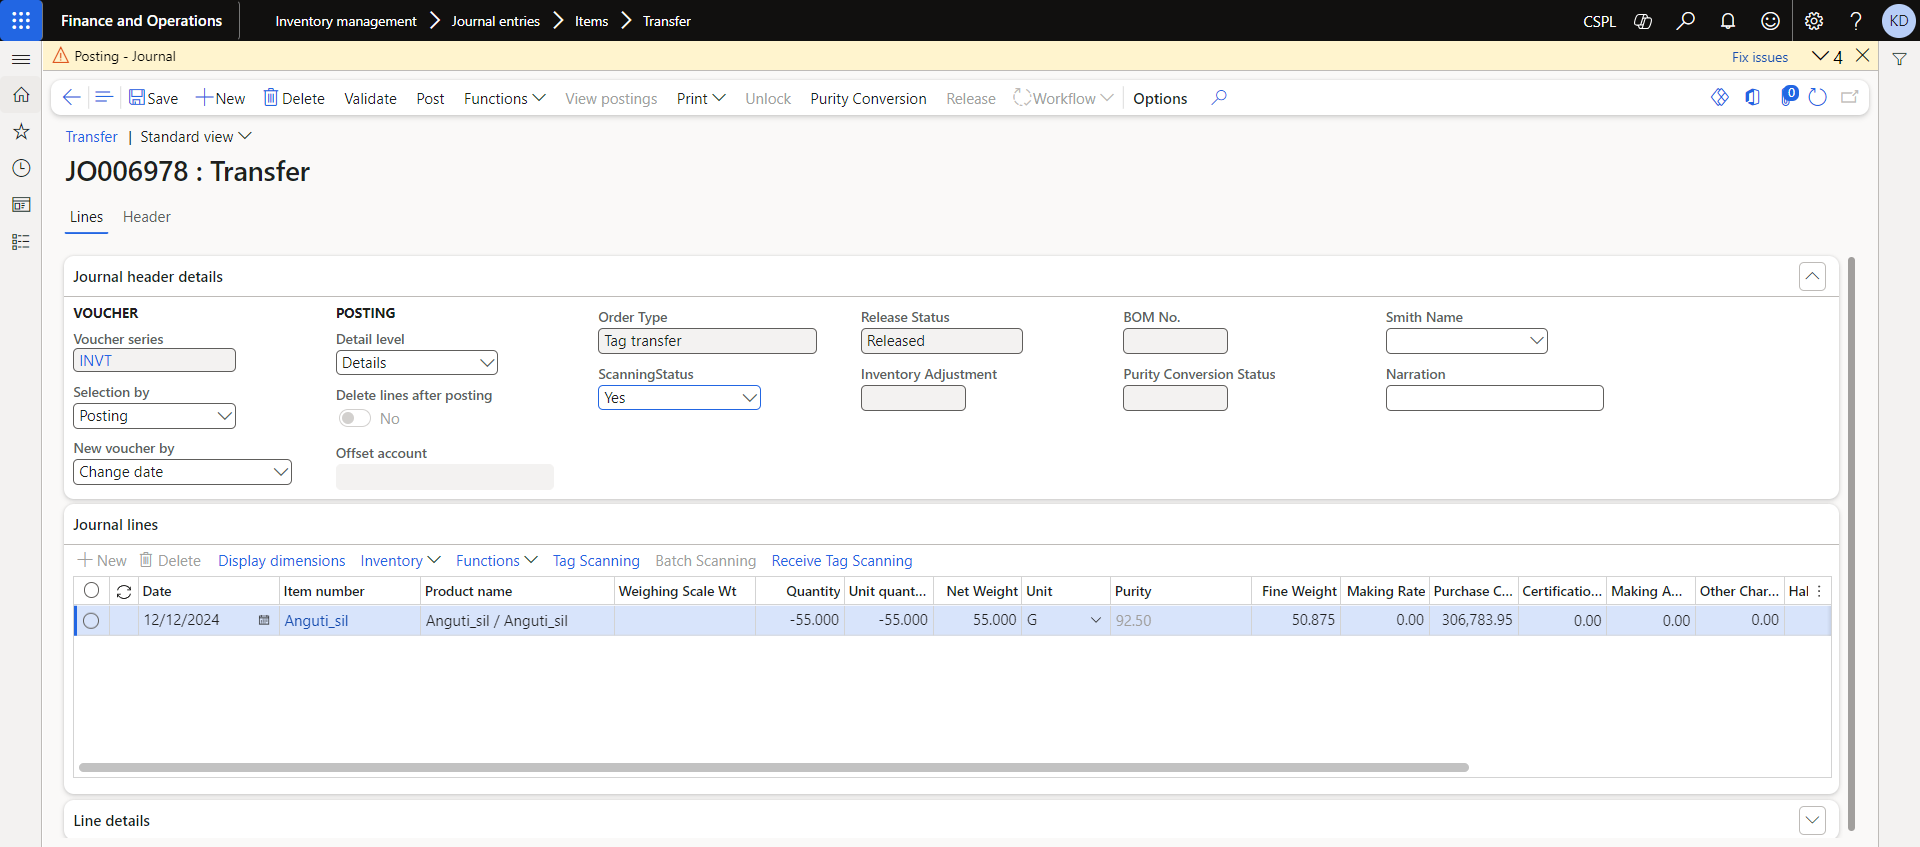 Finance and Operations
Inventory management Journal entries Items Transfer
CSPL
KD
Posting - Journal
Fix issues
4
Save
New
Delete
Validate
Post
Functions
View postings
Print
Unlock
Purity Conversion
Release
Workflow
Options
0
Transfer | Standard view
JO006978 : Transfer
Lines
Header
Journal header details
VOUCHER
Voucher series
INVT
Selection by
Posting
New voucher by
Change date
POSTING
Detail level
Details
Delete lines after posting
No
Offset account
Order Type
Tag transfer
ScanningStatus
Yes
Release Status
Released
Inventory Adjustment
BOM No.
Purity Conversion Status
Smith Name
Narration
Journal lines
New Delete Display dimensions Inventory Functions Tag Scanning Batch Scanning Receive Tag Scanning
Date Item number Product name Weighing Scale Wt Quantity Unit quant... Net Weight Unit Purity Fine Weight Making Rate Purchase C... Certificatio... Making A... Other Char... Hal
12/12/2024 Anguti_sil Anguti_sil / Anguti_sil -55.000 -55.000 55.000 G 92.50 50.875 0.00 306,783.95 0.00 0.00 0.00
Line details